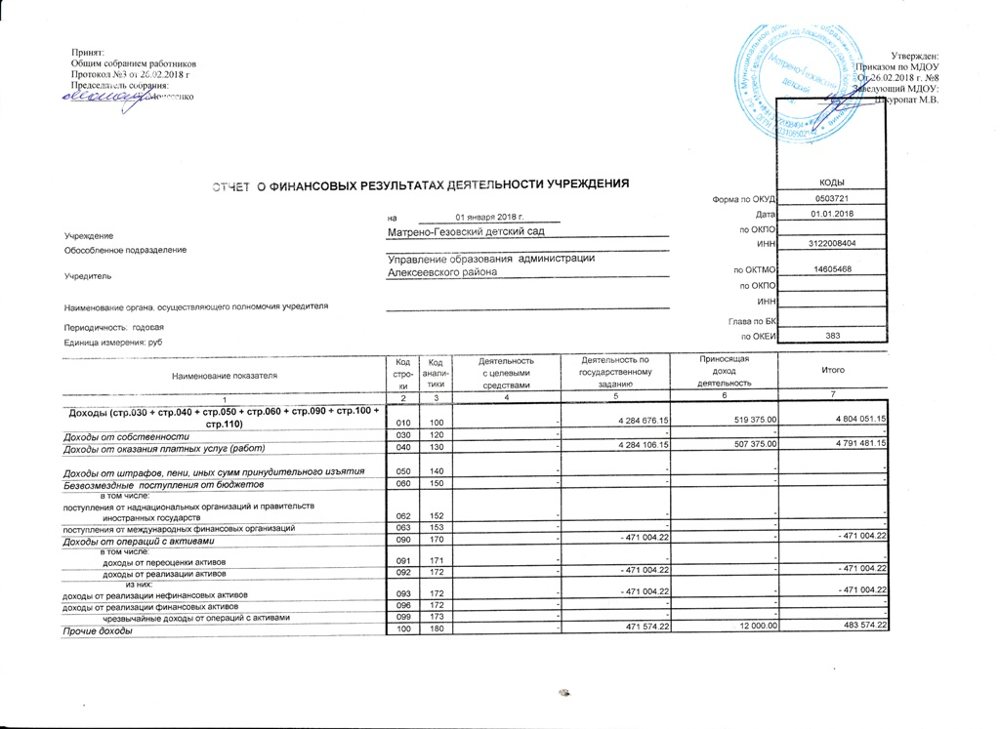 Принят:
Общим собранием работников
Протокол №3 от 26.02.2018 г
Председатель собрания:
Утвержден:
Приказом по МДОУ
От 26.02.2018 г. №8
Заведующий МДОУ:
Шкуропат М.В.
Матрено-Гезовский
детский
ОТЧЕТ О ФИНАНСОВЫХ РЕЗУЛЬТАТАХ ДЕЯТЕЛЬНОСТИ УЧРЕЖДЕНИЯ
КОДЫ
Форма по ОКУД 0503721
на 01 января 2018 г. Дата 01.01.2018
Учреждение Матрено-Гезовский детский сад по ОКПО
Обособленное подразделение ИНН 3122008404
Управление образования администрации
Учредитель Алексеевского района по ОКТМО 14605468
по ОКПО
Наименование органа, осуществляющего полномочия учредителя ИНН
Периодичность: годовая Глава по БК
Единица измерения: руб по ОКЕИ 383
Наименование показателя Код стро- ки Код анали- тики Деятельность с целевыми средствами Деятельность по государственному заданию Приносящая доход деятельность Итого
1 2 3 4 5 6 7
Доходы (стр.030 + стр.040 + стр.050 + стр.060 + стр.090 + стр.100 +
стр.110) 010 100 - 4 284 676.15 519 375.00 4 804 051.15
Доходы от собственности 030 120 - - - -
Доходы от оказания платных услуг (работ) 040 130 - 4 284 106.15 507 375.00 4 791 481.15
Доходы от штрафов, пени, иных сумм принудительного изъятия 050 140 - - - -
Безвозмездные поступления от бюджетов 060 150 - - - -
в том числе:
поступления от наднациональных организаций и правительств
иностранных государств 062 152 - - - -
поступления от международных финансовых организаций 063 153 - - - -
Доходы от операций с активами 090 170 - - 471 004.22 - - 471 004.22
в том числе:
доходы от переоценки активов 091 171 - - - -
доходы от реализации активов 092 172 - - 471 004.22 - - 471 004.22
из них:
доходы от реализации нефинансовых активов 093 172 - - 471 004.22 - - 471 004.22
доходы от реализации финансовых активов 096 172 - - - -
чрезвычайные доходы от операций с активами 099 173 - - - -
Прочие доходы 100 180 - 471 574.22 12 000.00 483 574.22